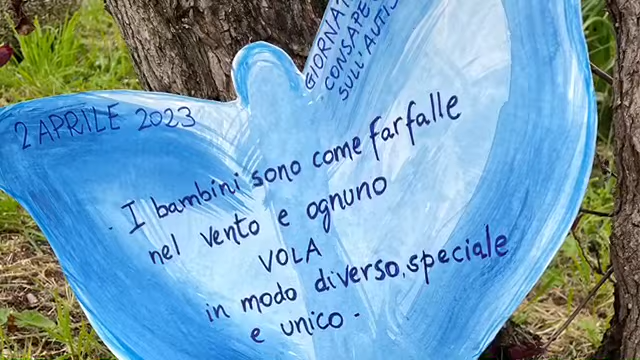 2 APRILE 2023
GIORNAT
CONSAPE
SULL'AUTIS
I bambini sono come farfalle
nel vento e ognuno
VOLA
in modo diverso, speciale
e unico -